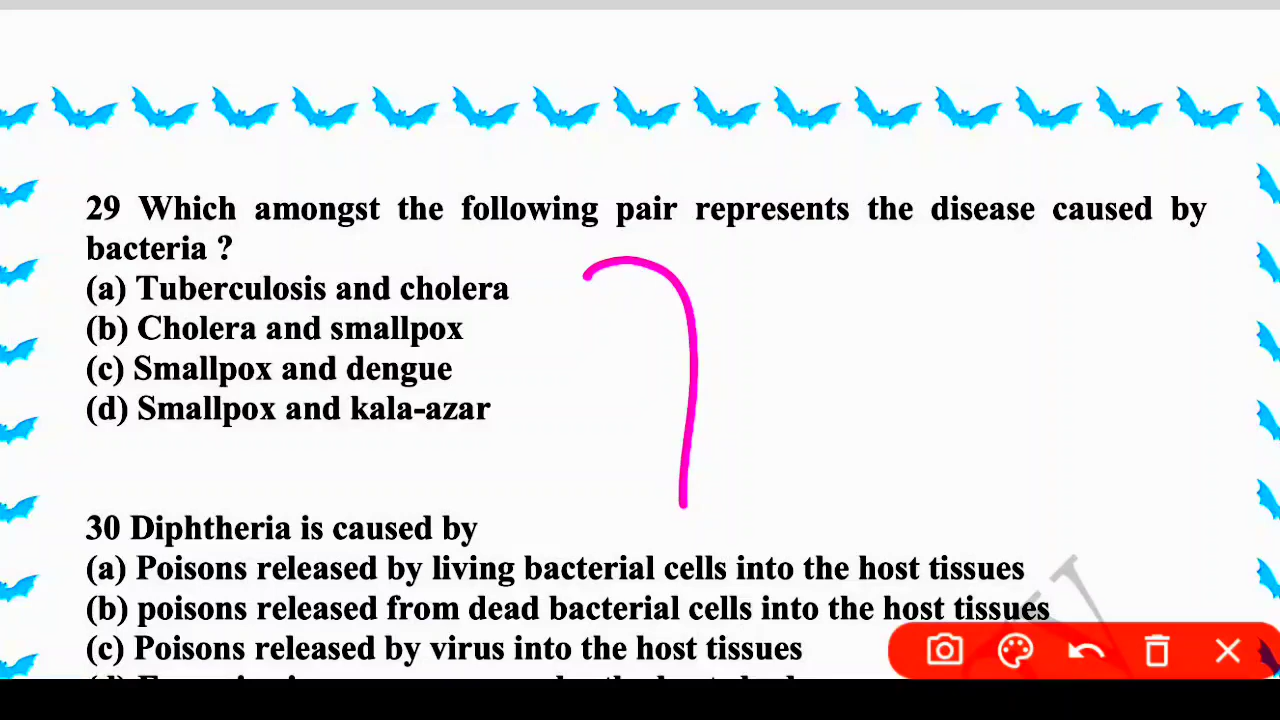 29 Which amongst the following pair represents the disease caused by
bacteria ?
(a) Tuberculosis and cholera
(b) Cholera and smallpox
(c) Smallpox and dengue
(d) Smallpox and kala-azar
30 Diphtheria is caused by
(a) Poisons released by living bacterial cells into the host tissues
(b) poisons released from dead bacterial cells into the host tissues
(c) Poisons released by virus into the host tissues